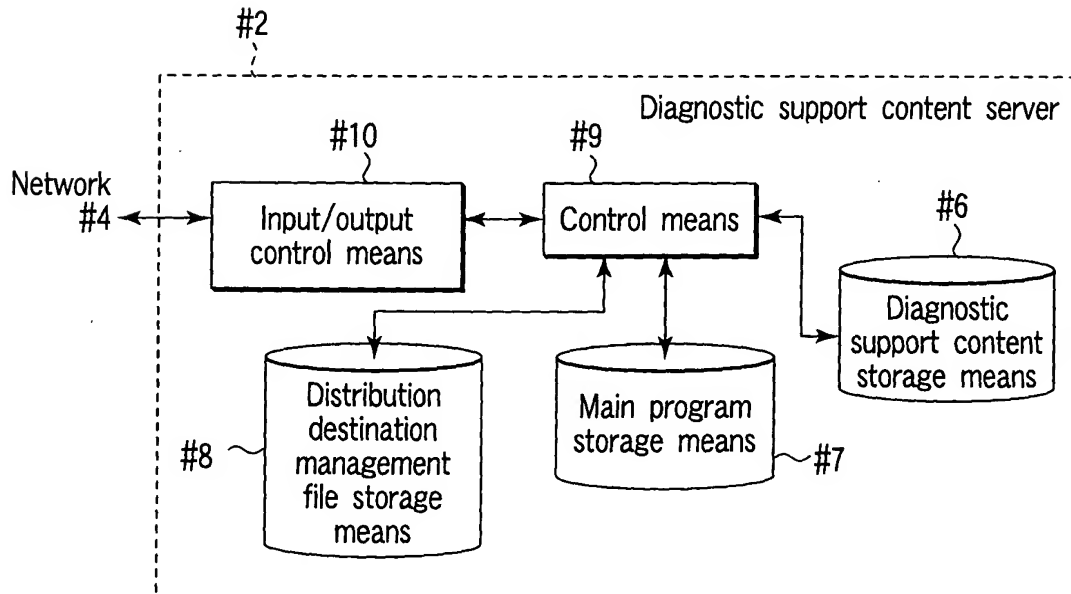 #2
Diagnostic support content server
#10
#9
Network
#4
Input/output
control means
Control means
#6
Diagnostic
support content
storage means
Distribution
destination
management
file storage
means
#8
Main program
storage means
#7